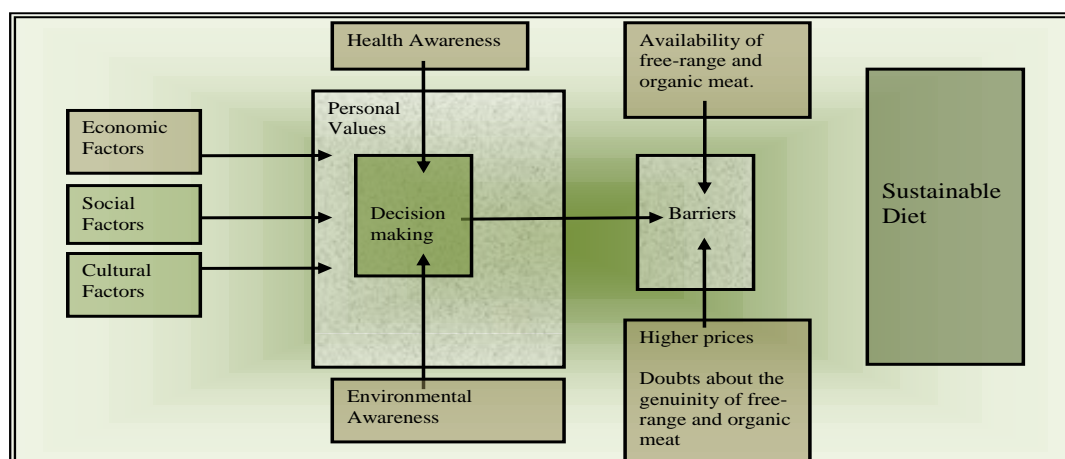 Health Awareness
Availability of
free-range and
organic meat.
Personal
Values
Economic
Factors
Social
Factors
Cultural
Factors
Decision
making
Barriers
Sustainable
Diet
Environmental
Awareness
Higher prices
Doubts about the
genuinity of free-
range and organic
meat